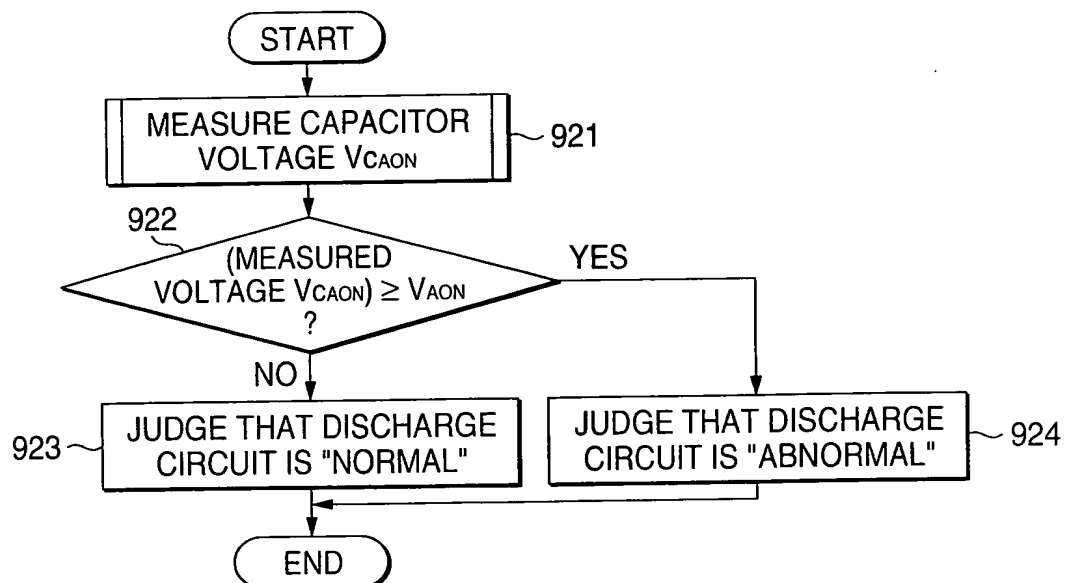 START
MEASURE CAPACITOR
VOLTAGE VCAON
921
922
(MEASURED
VOLTAGE VCAON) ≥ VAON
?
YES
NO
923
JUDGE THAT DISCHARGE
CIRCUIT IS "NORMAL"
JUDGE THAT DISCHARGE
CIRCUIT IS "ABNORMAL"
924
END